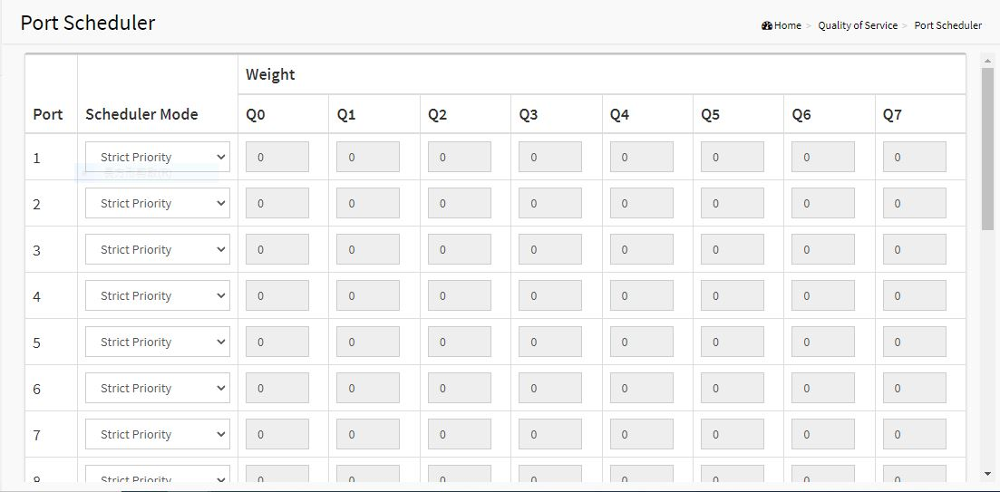 Port Scheduler
Home > Quality of Service > Port Scheduler
Weight
Port Scheduler Mode Q0 Q1 Q2 Q3 Q4 Q5 Q6 Q7
1 Strict Priority 0 0 0 0 0 0 0 0
2 Strict Priority 0 0 0 0 0 0 0 0
3 Strict Priority 0 0 0 0 0 0 0 0
4 Strict Priority 0 0 0 0 0 0 0 0
5 Strict Priority 0 0 0 0 0 0 0 0
6 Strict Priority 0 0 0 0 0 0 0 0
7 Strict Priority 0 0 0 0 0 0 0 0
8 Strict Priority 0 0 0 0 0 0 0 0